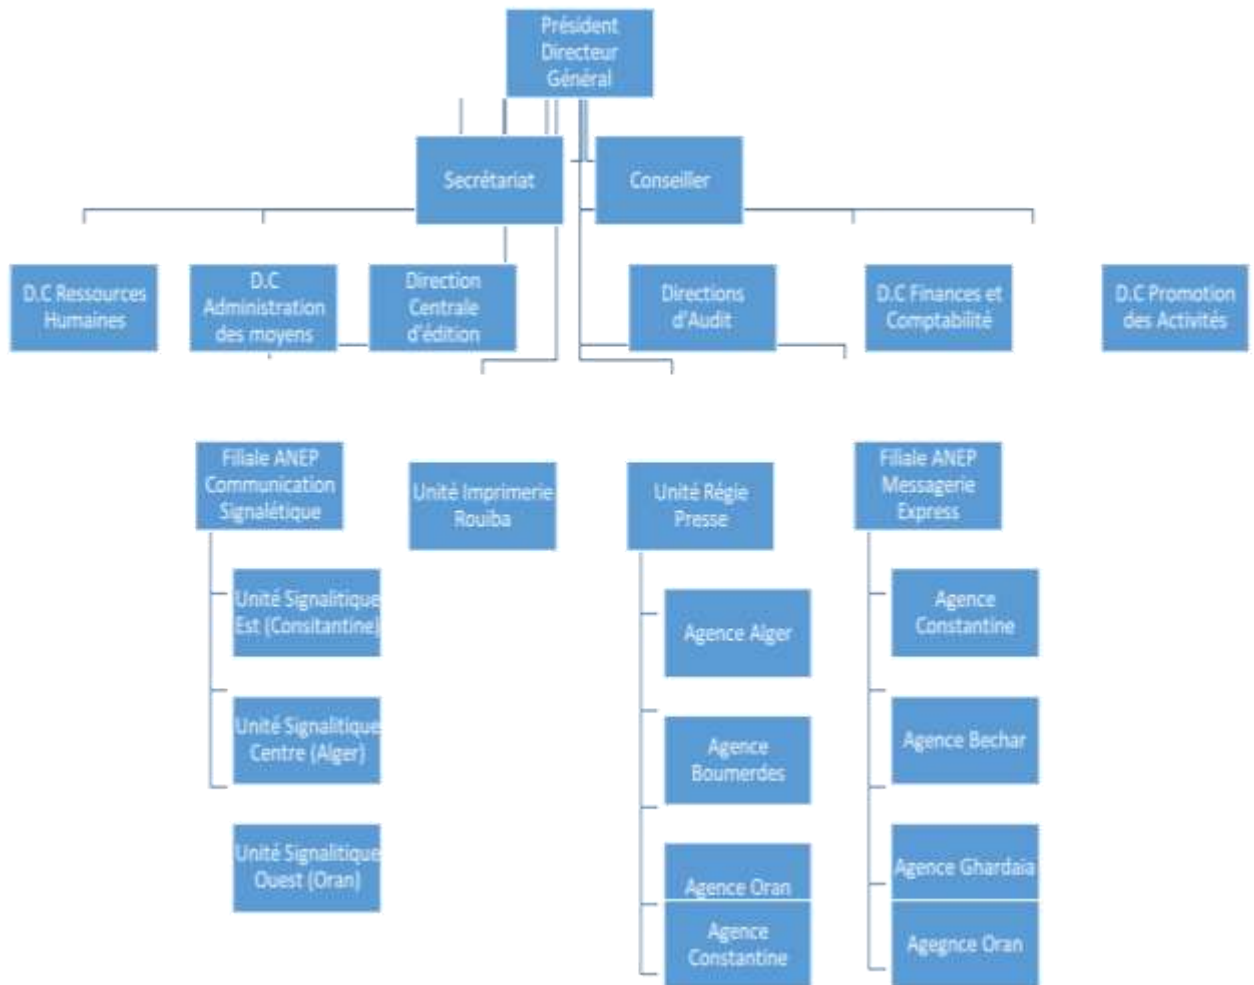 Président
Directeur
Général
Secrétariat
Conseiller
D.C Ressources
Humaines
D.C
Administration
des moyens
Direction
Centrale
d'édition
Directions
d'Audit
D.C Finances et
Comptabilité
D.C Promotion
des Activités
Filiale ANEP
Communication
Signalétique
Unité Imprimerie
Rouiba
Unité Régie
Presse
Filiale ANEP
Messagerie
Express
Unité Signalitique
Est (Consitantine)
Unité Signalitique
Centre (Alger)
Unité Signalitique
Ouest (Oran)
Agence Alger
Agence
Boumerdes
Agence Oran
Agence
Constantine
Agence
Constantine
Agence Bechar
Agence Ghardaia
Agegnce Oran